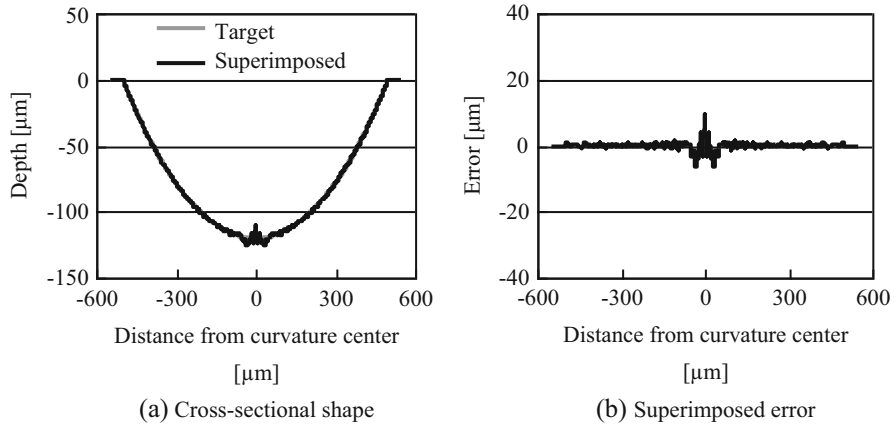 Target
Superimposed
Depth [µm]
50
0
-50
-100
-150
-600
-300
0
300
600
Distance from curvature center
[µm]
(a) Cross-sectional shape
Error [µm]
40
20
0
-20
-40
-600
-300
0
300
600
Distance from curvature center
[µm]
(b) Superimposed error